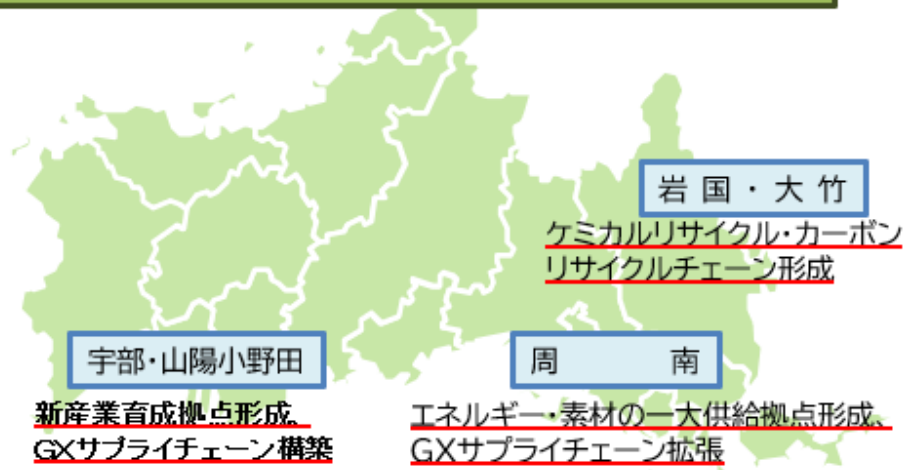 岩国・大竹
ケミカルリサイクル・カーボン
リサイクルチェーン形成
宇部・山陽小野田
新産業育成拠点形成、
GXサプライチェーン構築
周南
エネルギー・素材の一大供給拠点形成、
GXサプライチェーン拡張